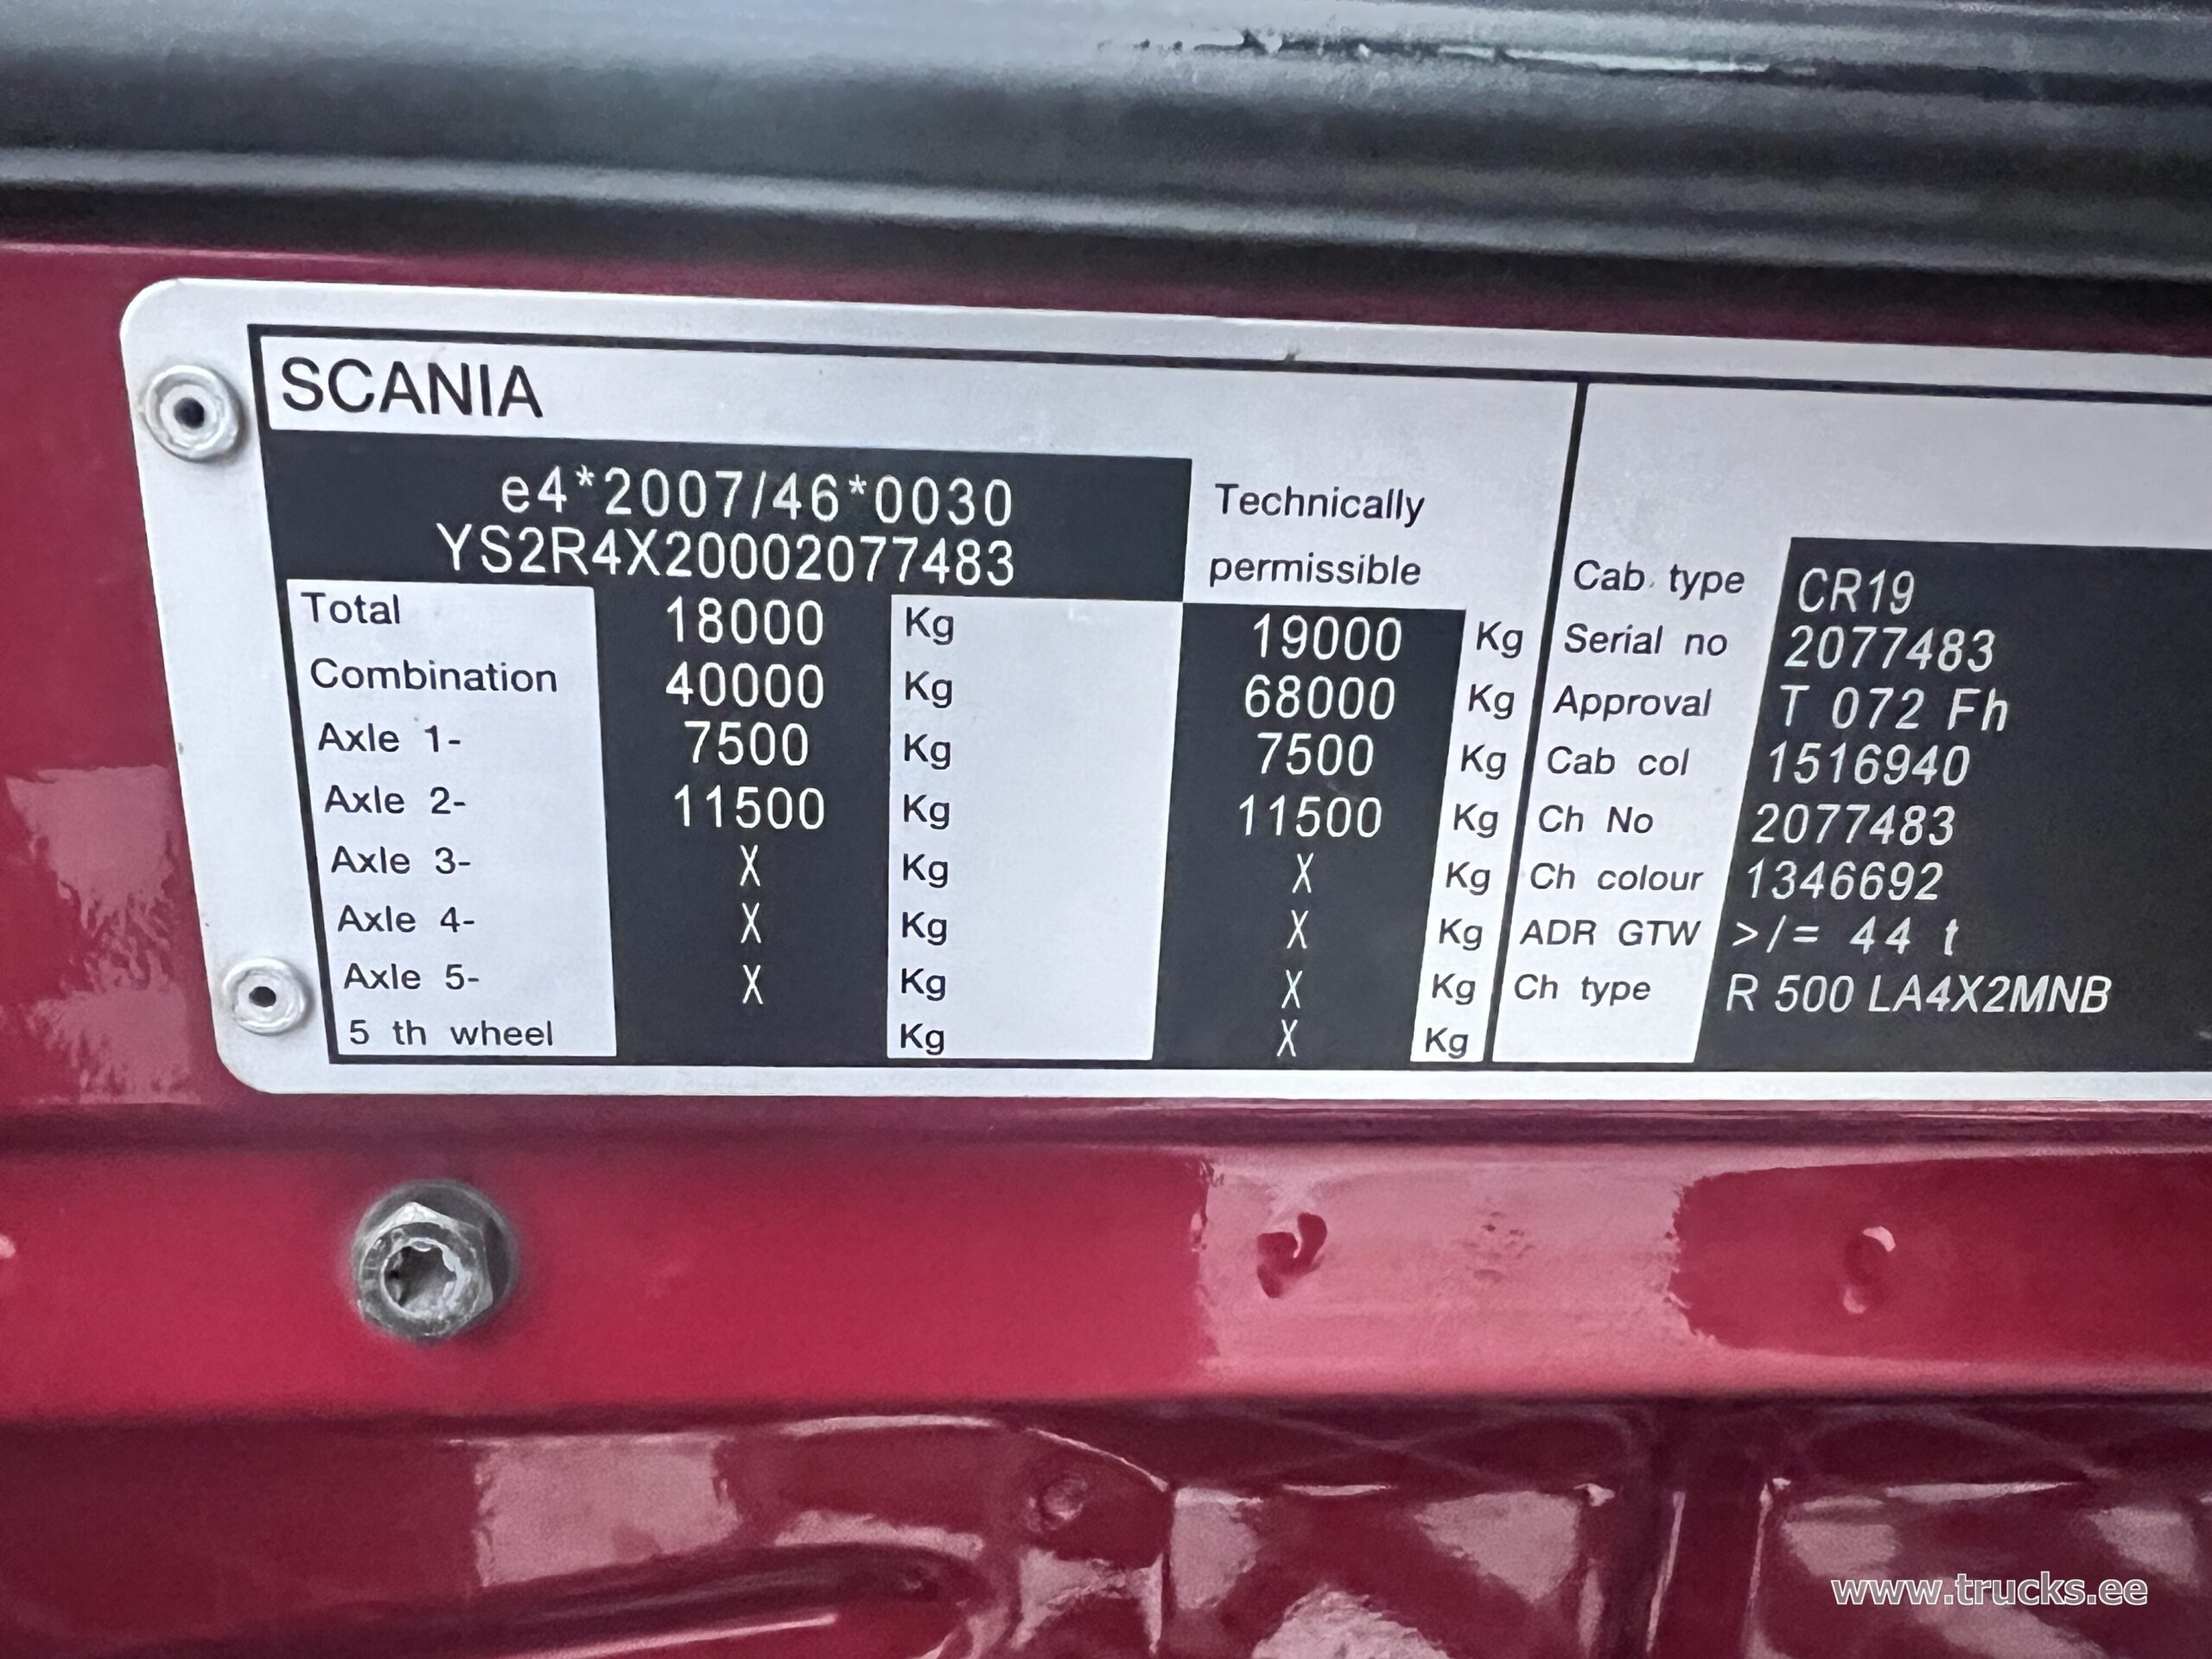 SCANIA
e4*2007/46*0030
YS2R4X20002077483
Technically
permissible
Total 18000 Kg 19000 Kg
Combination 40000 Kg 68000 Kg
Axle 1- 7500 Kg 7500 Kg
Axle 2- 11500 Kg 11500 Kg
Axle 3- X Kg X Kg
Axle 4- X Kg X Kg
Axle 5- X Kg X Kg
5 th wheel Kg X Kg
Cab type CR19
Serial no 2077483
Approval T 072 Fh
Cab col 1516940
Ch No 2077483
Ch colour 1346692
ADR GTW >/= 44 t
Ch type R 500 LA4X2MNB
www.trucks.ee